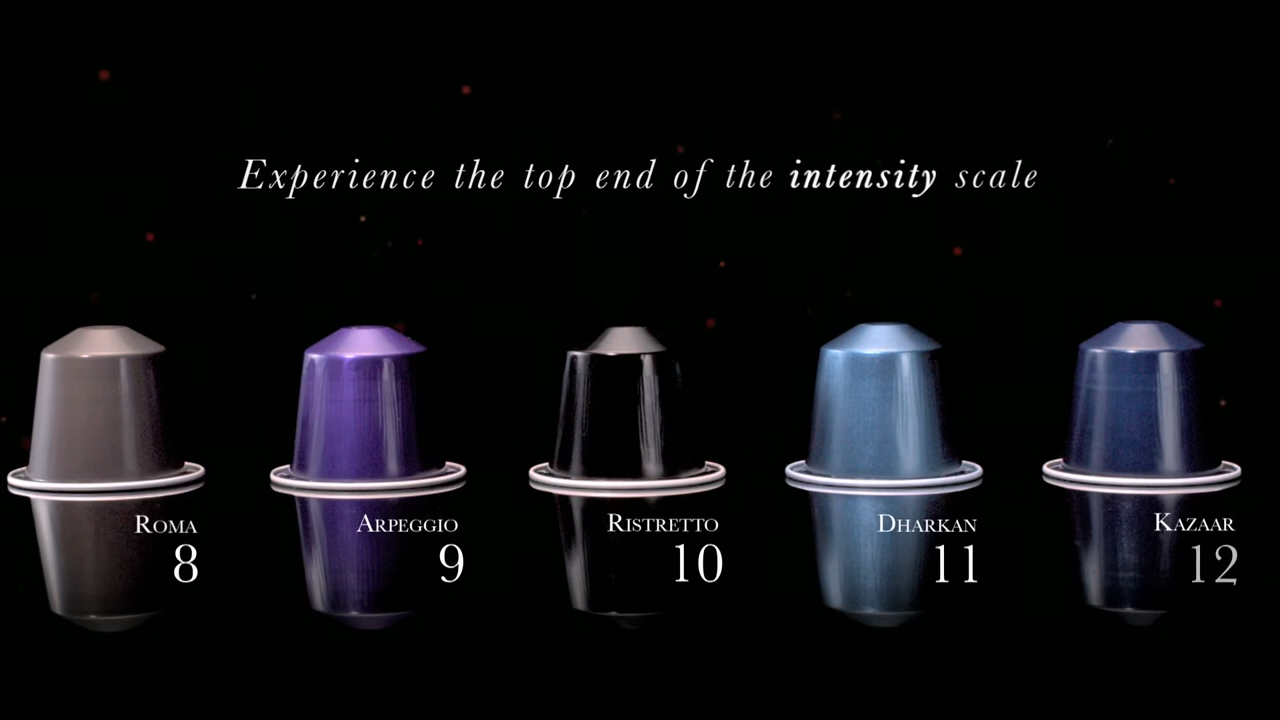 Experience the top end of the intensity scale
ROMA
8
ARPEGGIO
9
RISTRETTO
10
DHARKAN
11
KAZAAR
12